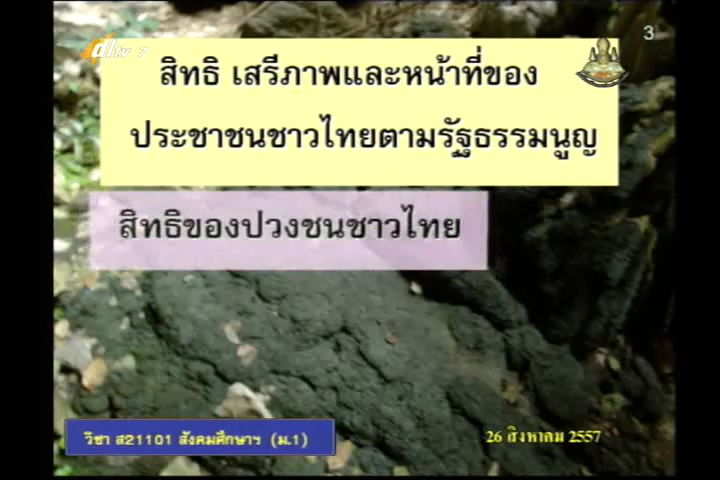 dltv 7
3
สิทธิ เสรีภาพและหน้าที่ของ
ประชาชนชาวไทยตามรัฐธรรมนูญ
สิทธิของปวงชนชาวไทย
วิชา ส21101 สังคมศึกษาฯ (ม.1)
26 สิงหาคม 2557